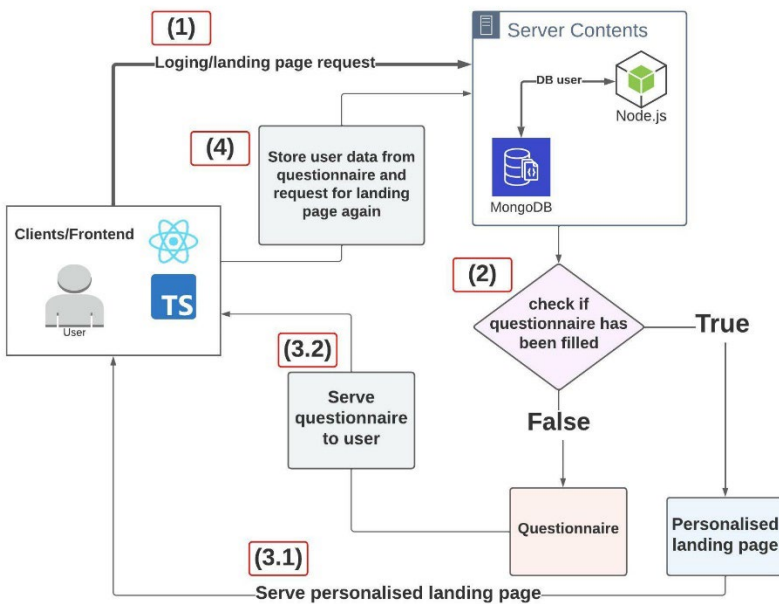 (1)
Loging/landing page request
Server Contents
DB user
Node.js
MongoDB
(4)
Store user data from
questionnaire and
request for landing
page again
Clients/Frontend
User
TS
(2)
check if
questionnaire has
been filled
True
False
(3.2)
Serve
questionnaire
to user
Questionnaire
Personalised
landing page
(3.1)
Serve personalised landing page